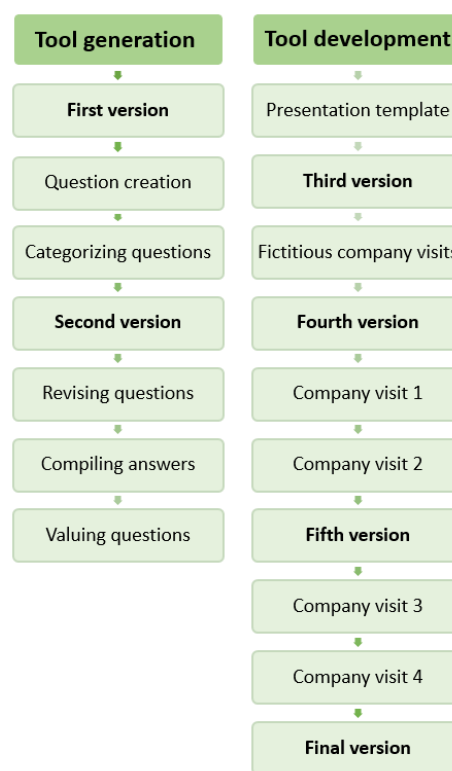 Tool generation
First version
Question creation
Categorizing questions
Second version
Revising questions
Compiling answers
Valuing questions
Tool development
Presentation template
Third version
Fictitious company visits
Fourth version
Company visit 1
Company visit 2
Fifth version
Company visit 3
Company visit 4
Final version